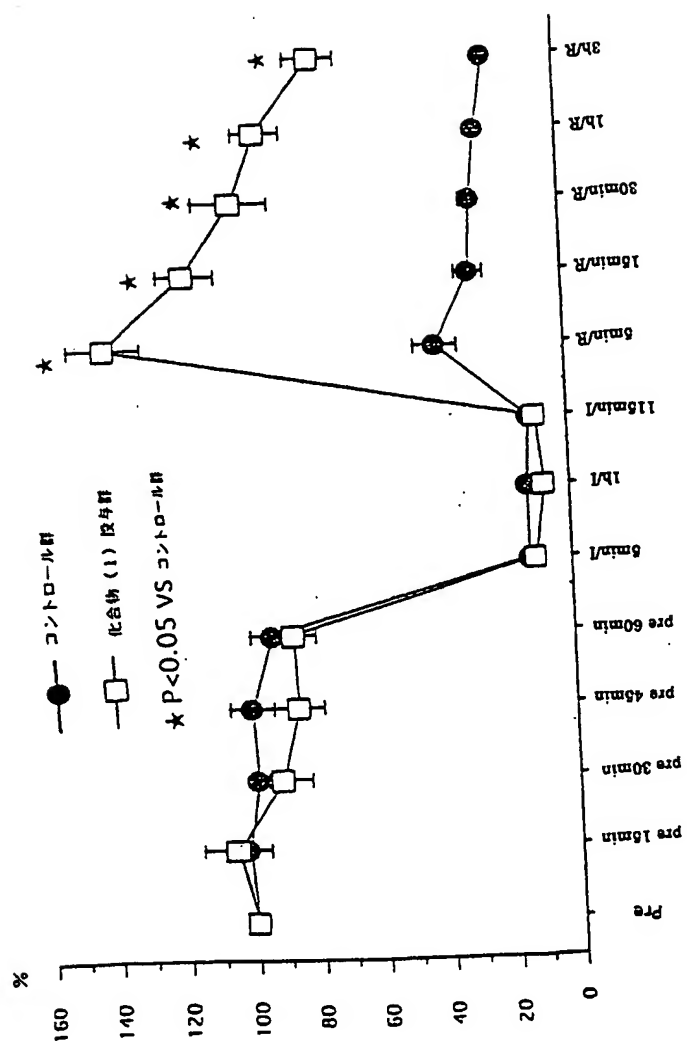 %
160
140
120
100
80
60
40
20
0
コントロール群
化合物(1)投与群
★ P<0.05 VS コントロール群
Pre
pre 15min
pre 30min
pre 45min
pre 60min
5min/I
1h/I
115min/I
5min/R
15min/R
30min/R
1h/R
3h/R